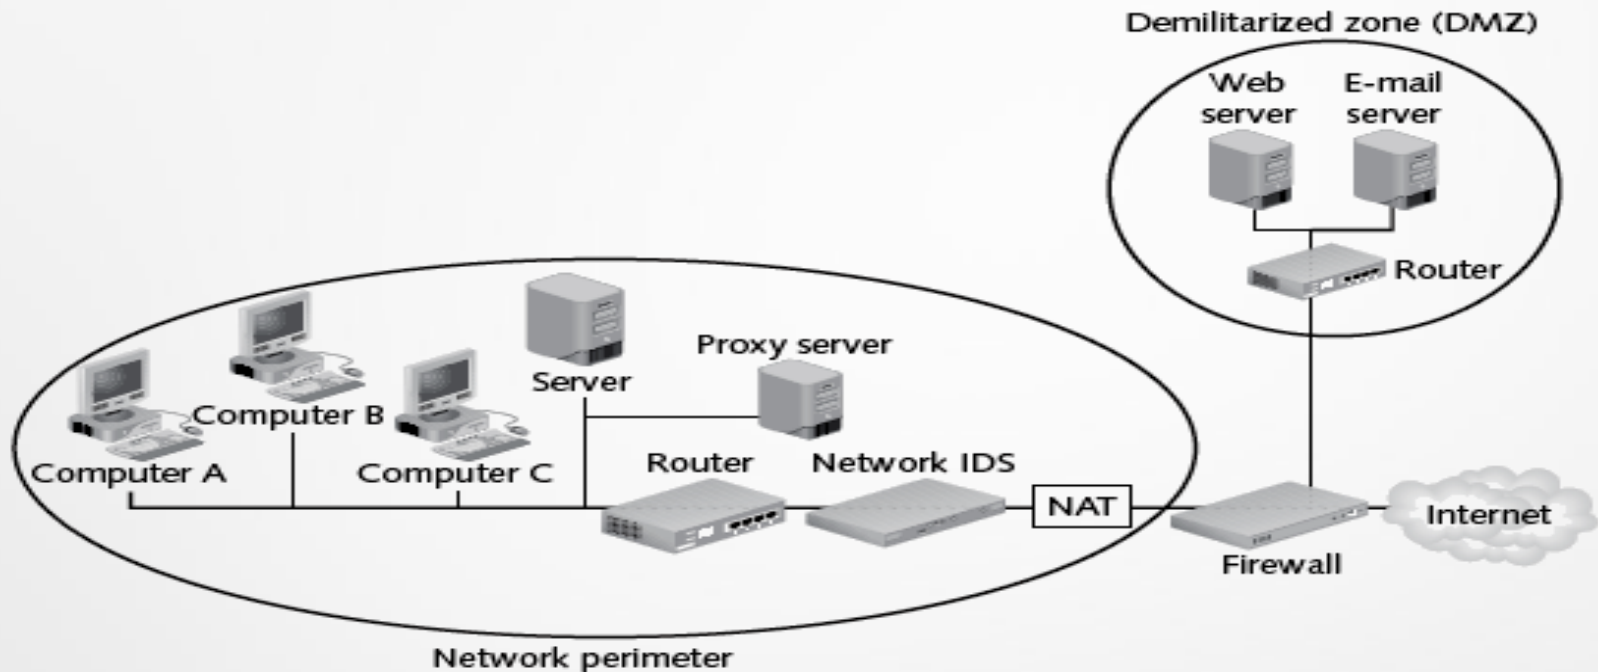 Demilitarized zone (DMZ)
Web
server
E-mail
server
Router
Server
Proxy server
Computer B
Computer A
Computer C
Router
Network IDS
NAT
Internet
Firewall
Network perimeter